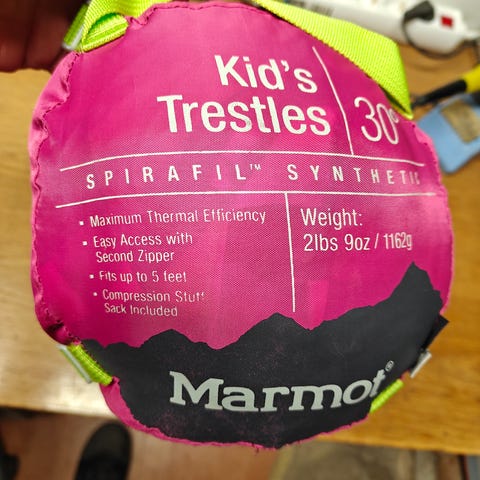 Kid's
Trestles
30°
SPIRAFIL™ SYNTHETIC
▪ Maximum Thermal Efficiency
▪ Easy Access with
Second Zipper
▪ Fits up to 5 feet
▪ Compression Stuff
Sack Included
Weight:
2lbs 9oz / 1162g
Marmot®